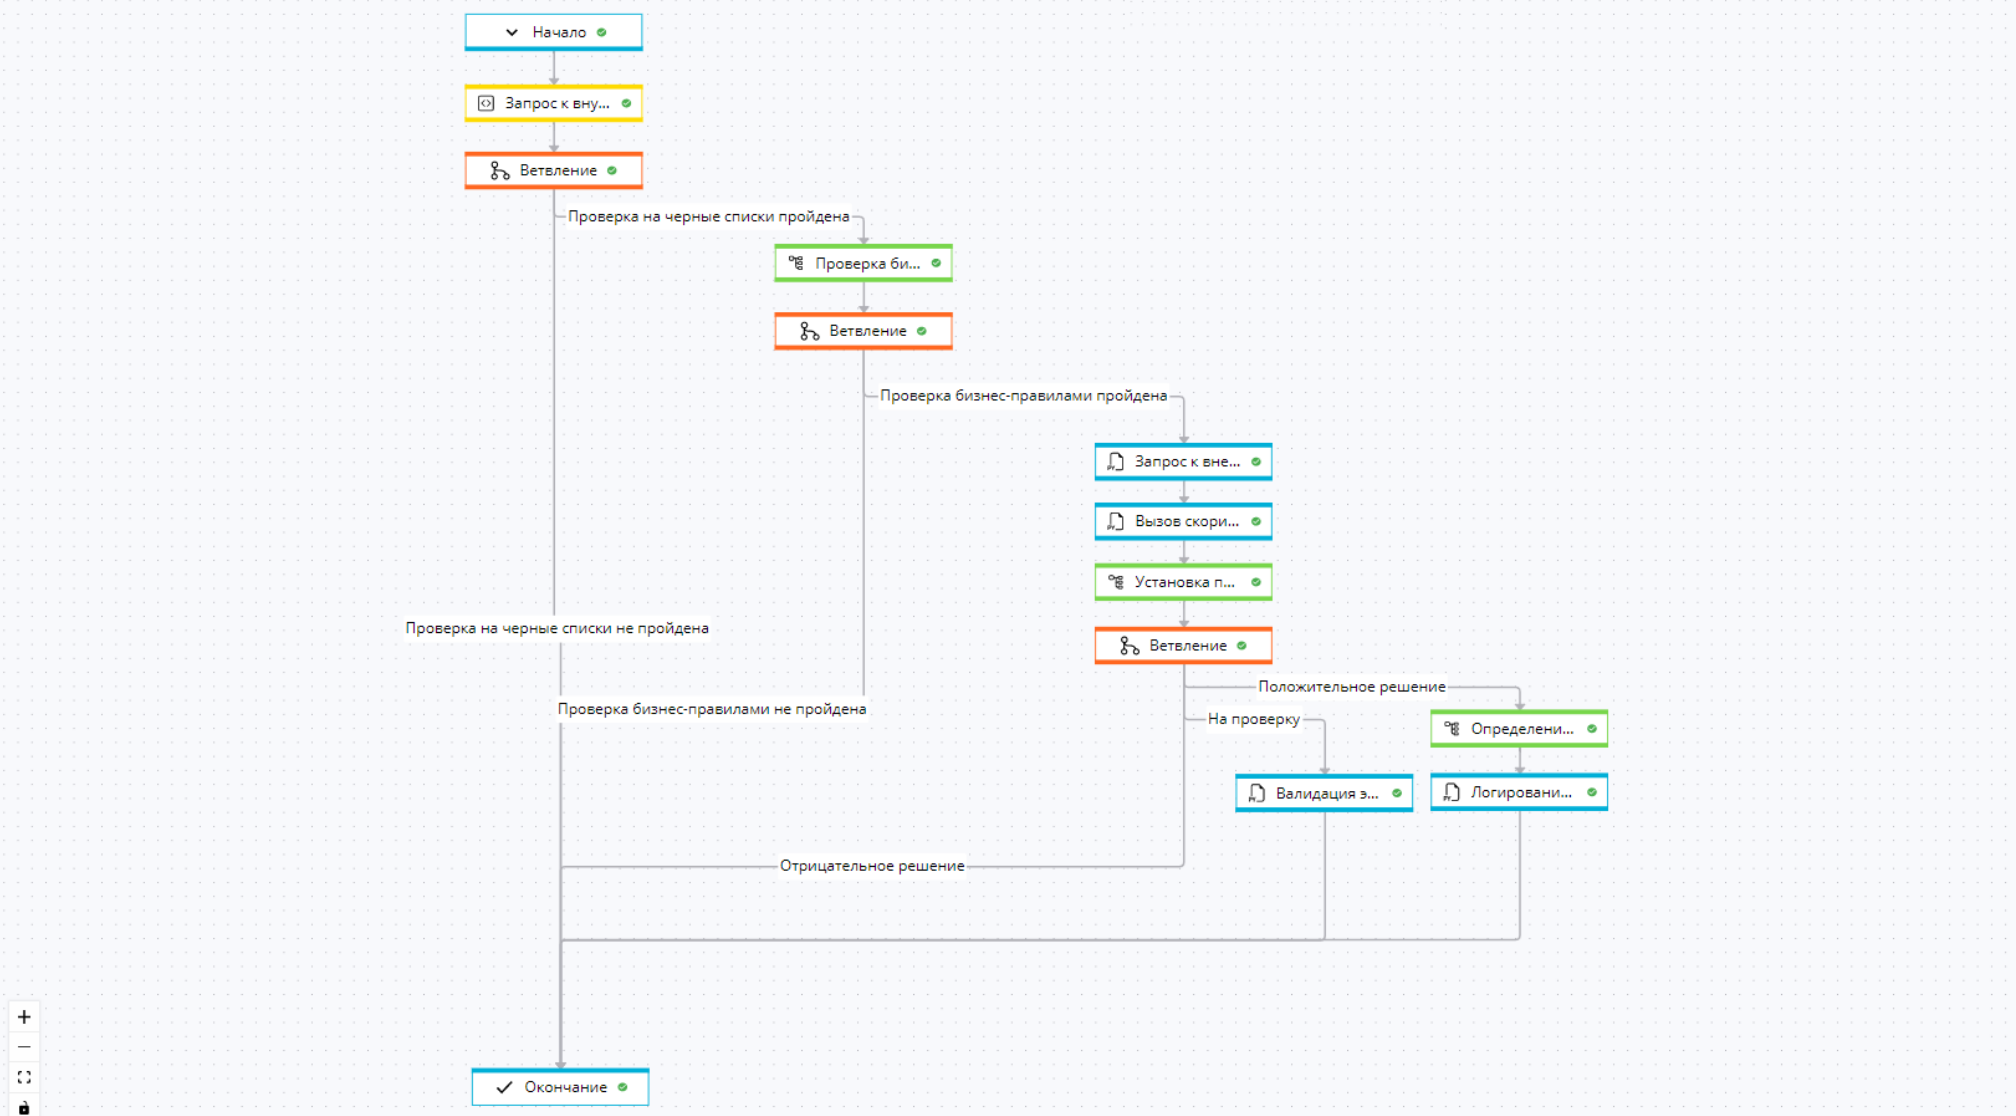 Начало
Запрос к вну...
Ветвление
Проверка на черные списки пройдена
Проверка би...
Ветвление
Проверка бизнес-правилами пройдена
Запрос к вне...
Вызов скори...
Установка п...
Проверка на черные списки не пройдена
Ветвление
Положительное решение
Проверка бизнес-правилами не пройдена
На проверку
Определени...
Валидация э...
Логировани...
Отрицательное решение
Окончание